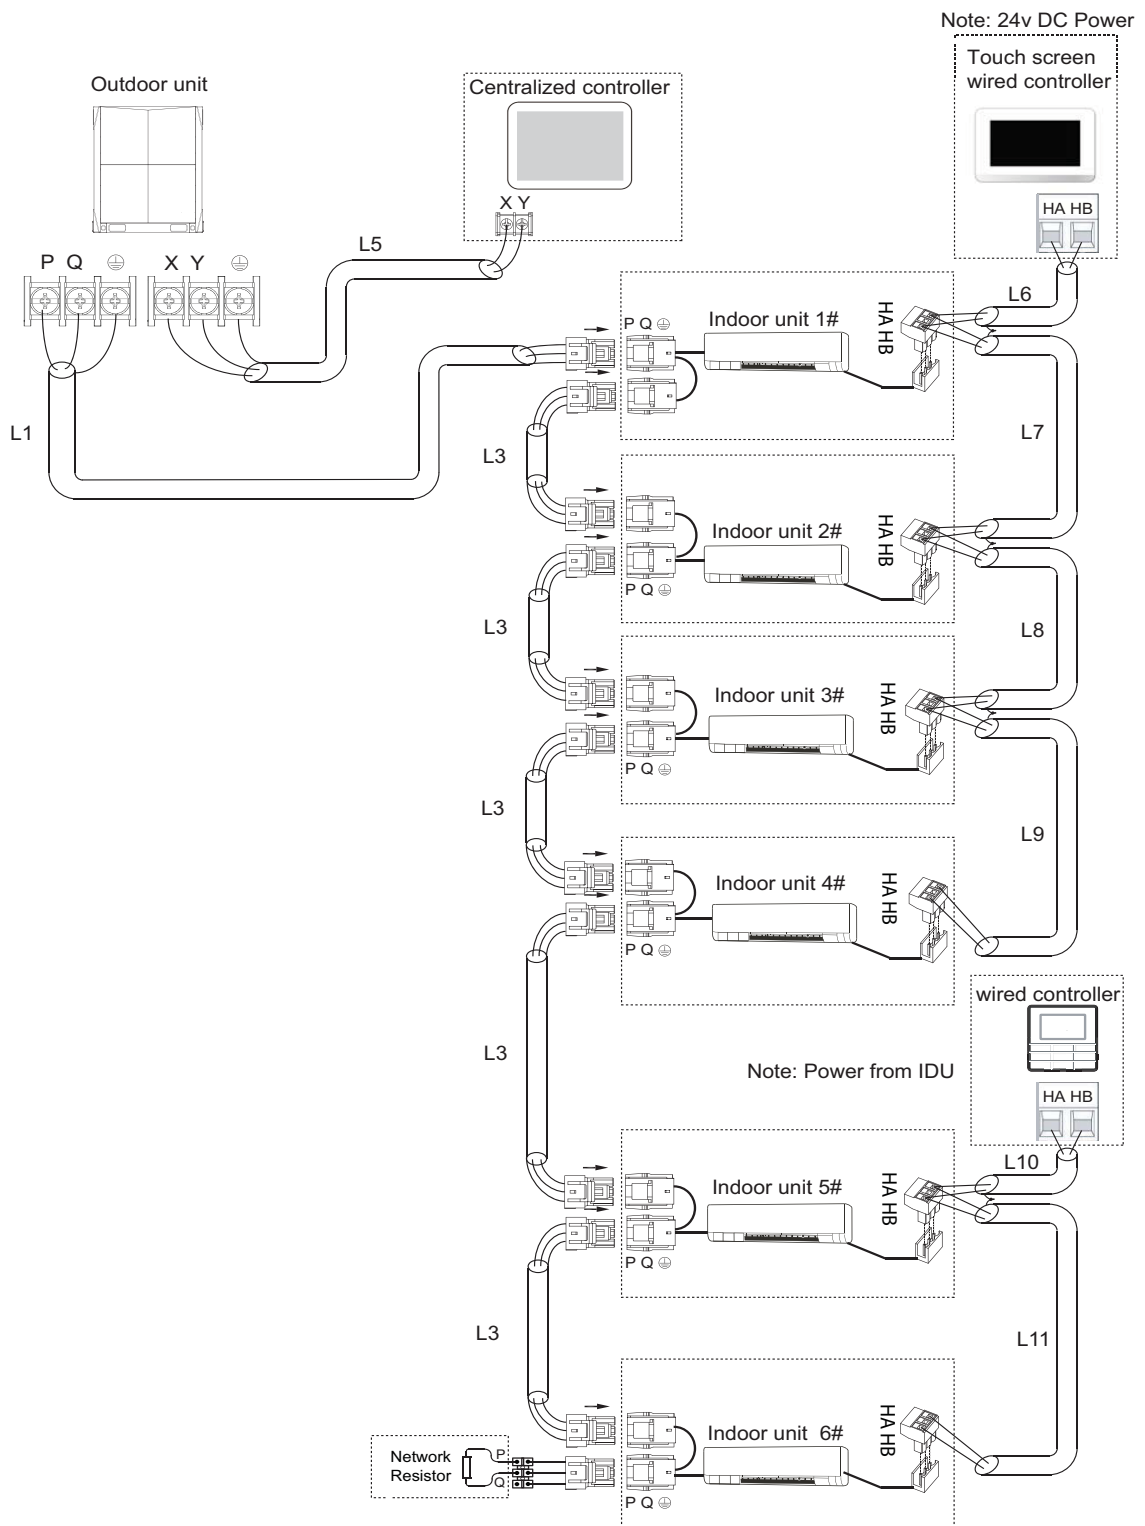 Note: 24v DC Power
Touch screen
wired controller
HA HB
Outdoor unit
Centralized controller
X Y
P Q
X Y
L5
L1
L6
P Q
Indoor unit 1#
HA HB
L3
L7
Indoor unit 2#
HA HB
P Q
L3
L8
Indoor unit 3#
HA HB
P Q
L3
L9
Indoor unit 4#
HA HB
P Q
wired controller
HA HB
Note: Power from IDU
L3
L10
Indoor unit 5#
HA HB
P Q
L3
L11
Indoor unit 6#
HA HB
P Q
Network
Resistor
P
Q